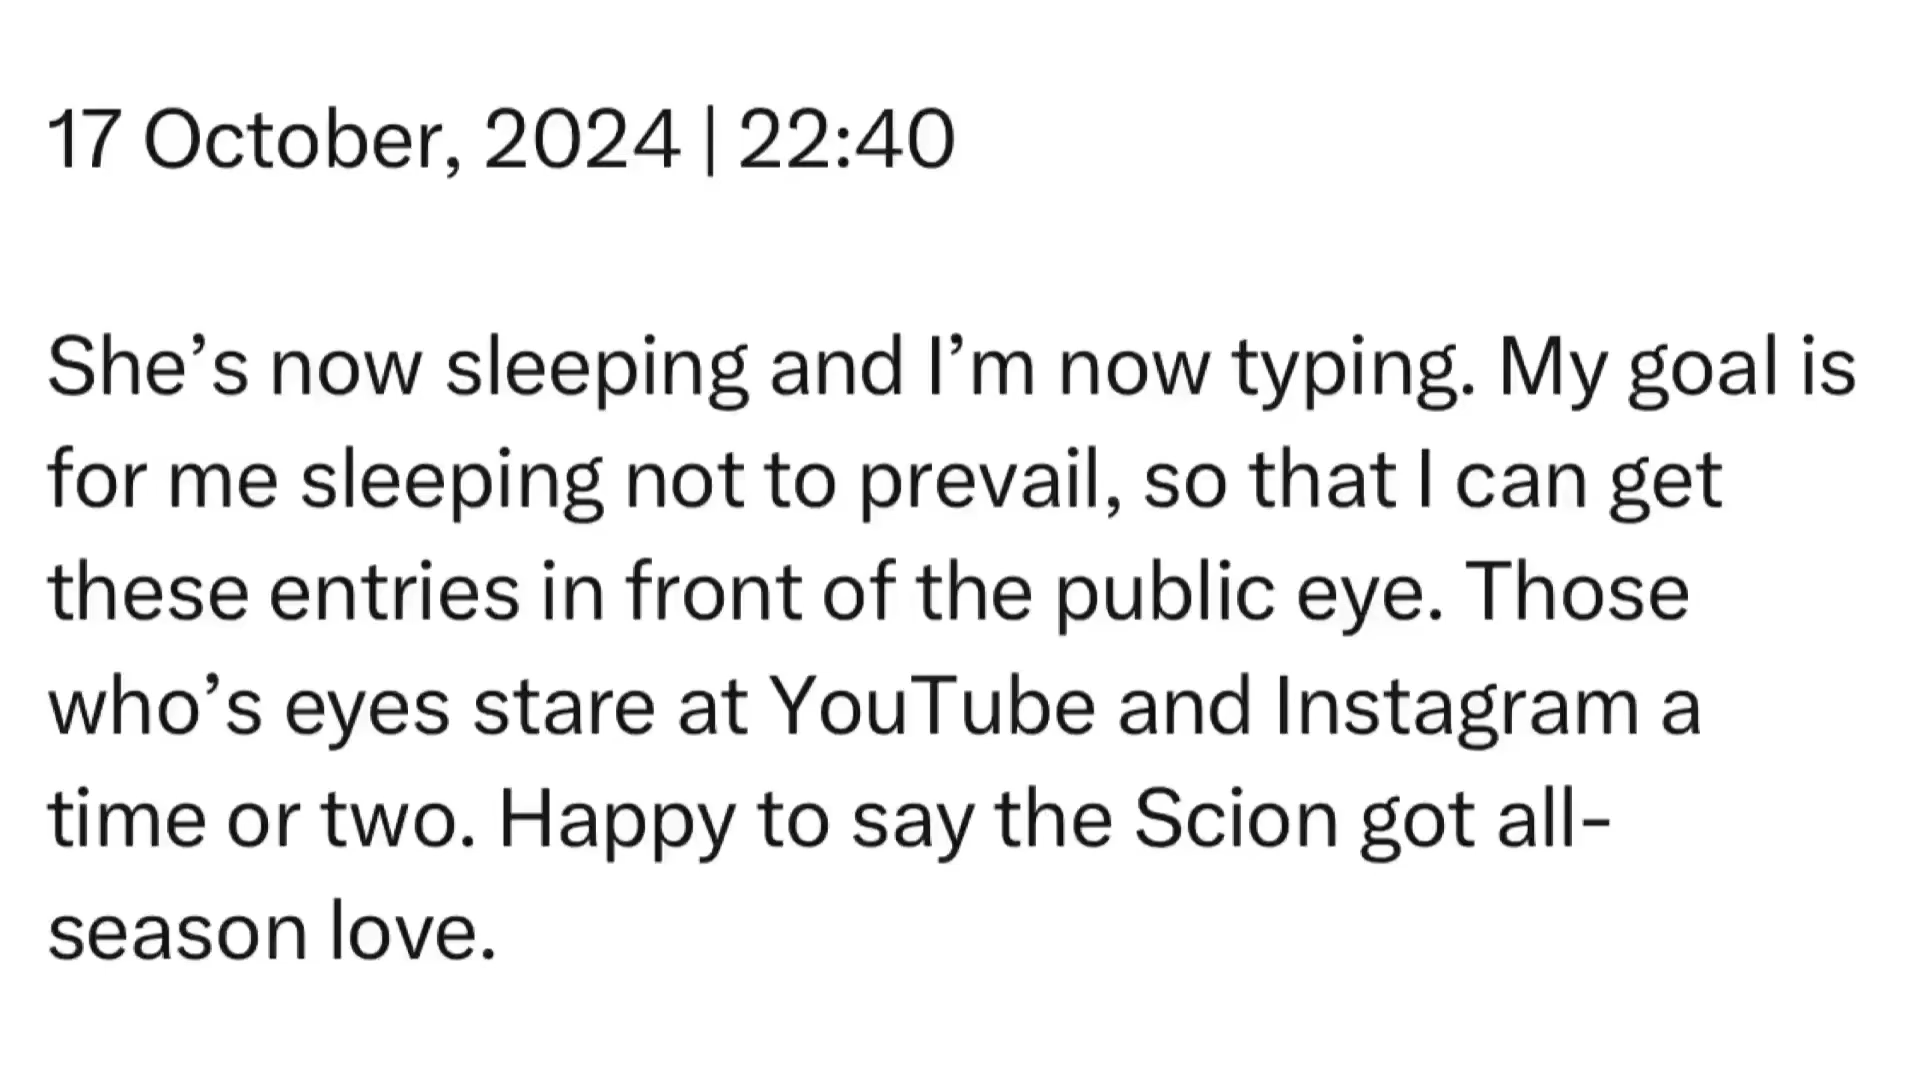 17 October, 2024 | 22:40
She’s now sleeping and I’m now typing. My goal is
for me sleeping not to prevail, so that I can get
these entries in front of the public eye. Those
who’s eyes stare at YouTube and Instagram a
time or two. Happy to say the Scion got all-
season love.